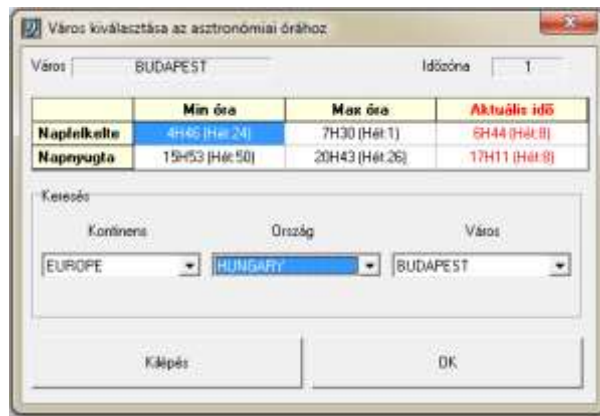 Város kiválasztása az asztronómiai órához
Város BUDAPEST Időzóna 1
Min óra Max óra Aktuális idő
Napfelkelte 4H46 (Hét:24) 7H30 (Hét:1) 6H44 (Hét:8)
Napnyugta 15H53 (Hét:50) 20H43 (Hét:26) 17H11 (Hét:8)
Keresés
Kontinens Ország Város
EUROPE HUNGARY BUDAPEST
Kilépés OK